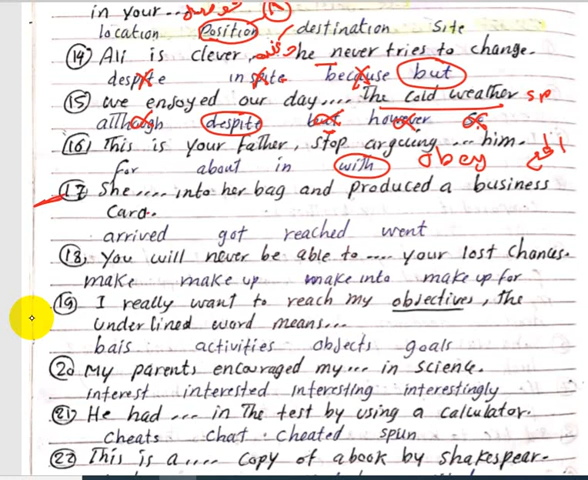 in your...
location Position destination Site
14 Ali is clever, he never tries to change.
despite in spite because but
15 We enjoyed our day.... The cold weather
although despite but however so
16 This is your father, stop arguing ... him.
for about in with obey
17 She.... into her bag and produced a business
Card.
arrived got reached went
18 You will never be able to .... your lost chances.
make make up make into make up for
19 I really want to reach my objectives, the
underlined word means...
bais activities objects goals
20 My parents encouraged my... in science.
interest interested interesting interestingly
21 He had ... in the test by using a calculator.
Cheats Chat Cheated spun
22 This is a .... copy of a book by shakespear.